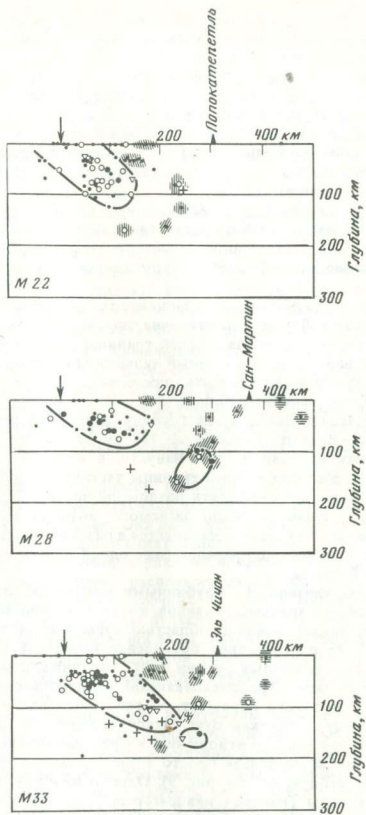 Попокатепетль
200
400 км
100
200
300
Глубина, км
М 22
Сан-Мартин
200
400 км
100
200
300
Глубина, км
М 28
Эль Чичон
200
400 км
100
200
300
Глубина, км
М 33